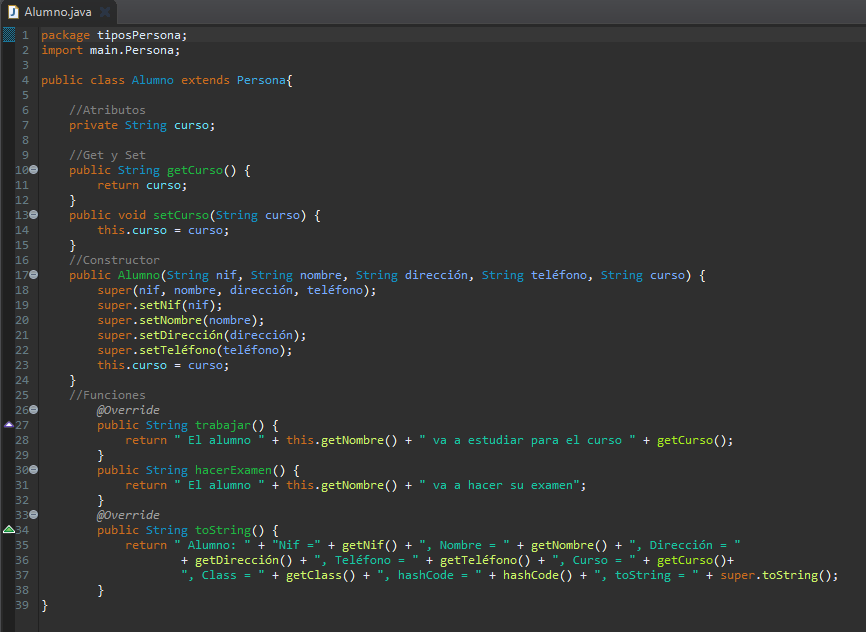 Alumno.java
1 package tiposPersona;
2 import main.Persona;
3
4 public class Alumno extends Persona{
5
6 //Atributos
7 private String curso;
8
9 //Get y Set
10 public String getCurso() {
11 return curso;
12 }
13 public void setCurso(String curso) {
14 this.curso = curso;
15 }
16 //Constructor
17 public Alumno(String nif, String nombre, String dirección, String teléfono, String curso) {
18 super(nif, nombre, dirección, teléfono);
19 super.setNif(nif);
20 super.setNombre(nombre);
21 super.setDirección(dirección);
22 super.setTeléfono(teléfono);
23 this.curso = curso;
24 }
25 //Funciones
26 @Override
27 public String trabajar() {
28 return " El alumno " + this.getNombre() + " va a estudiar para el curso " + getCurso();
29 }
30 public String hacerExamen() {
31 return " El alumno " + this.getNombre() + " va a hacer su examen";
32 }
33 @Override
34 public String toString() {
35 return " Alumno: " + "Nif =" + getNif() + ", Nombre = " + getNombre() + ", Dirección = "
36 + getDirección() + ", Teléfono = " + getTeléfono() + ", Curso = " + getCurso()+
37 ", Class = " + getClass() + ", hashCode = " + hashCode() + ", toString = " + super.toString();
38 }
39 }